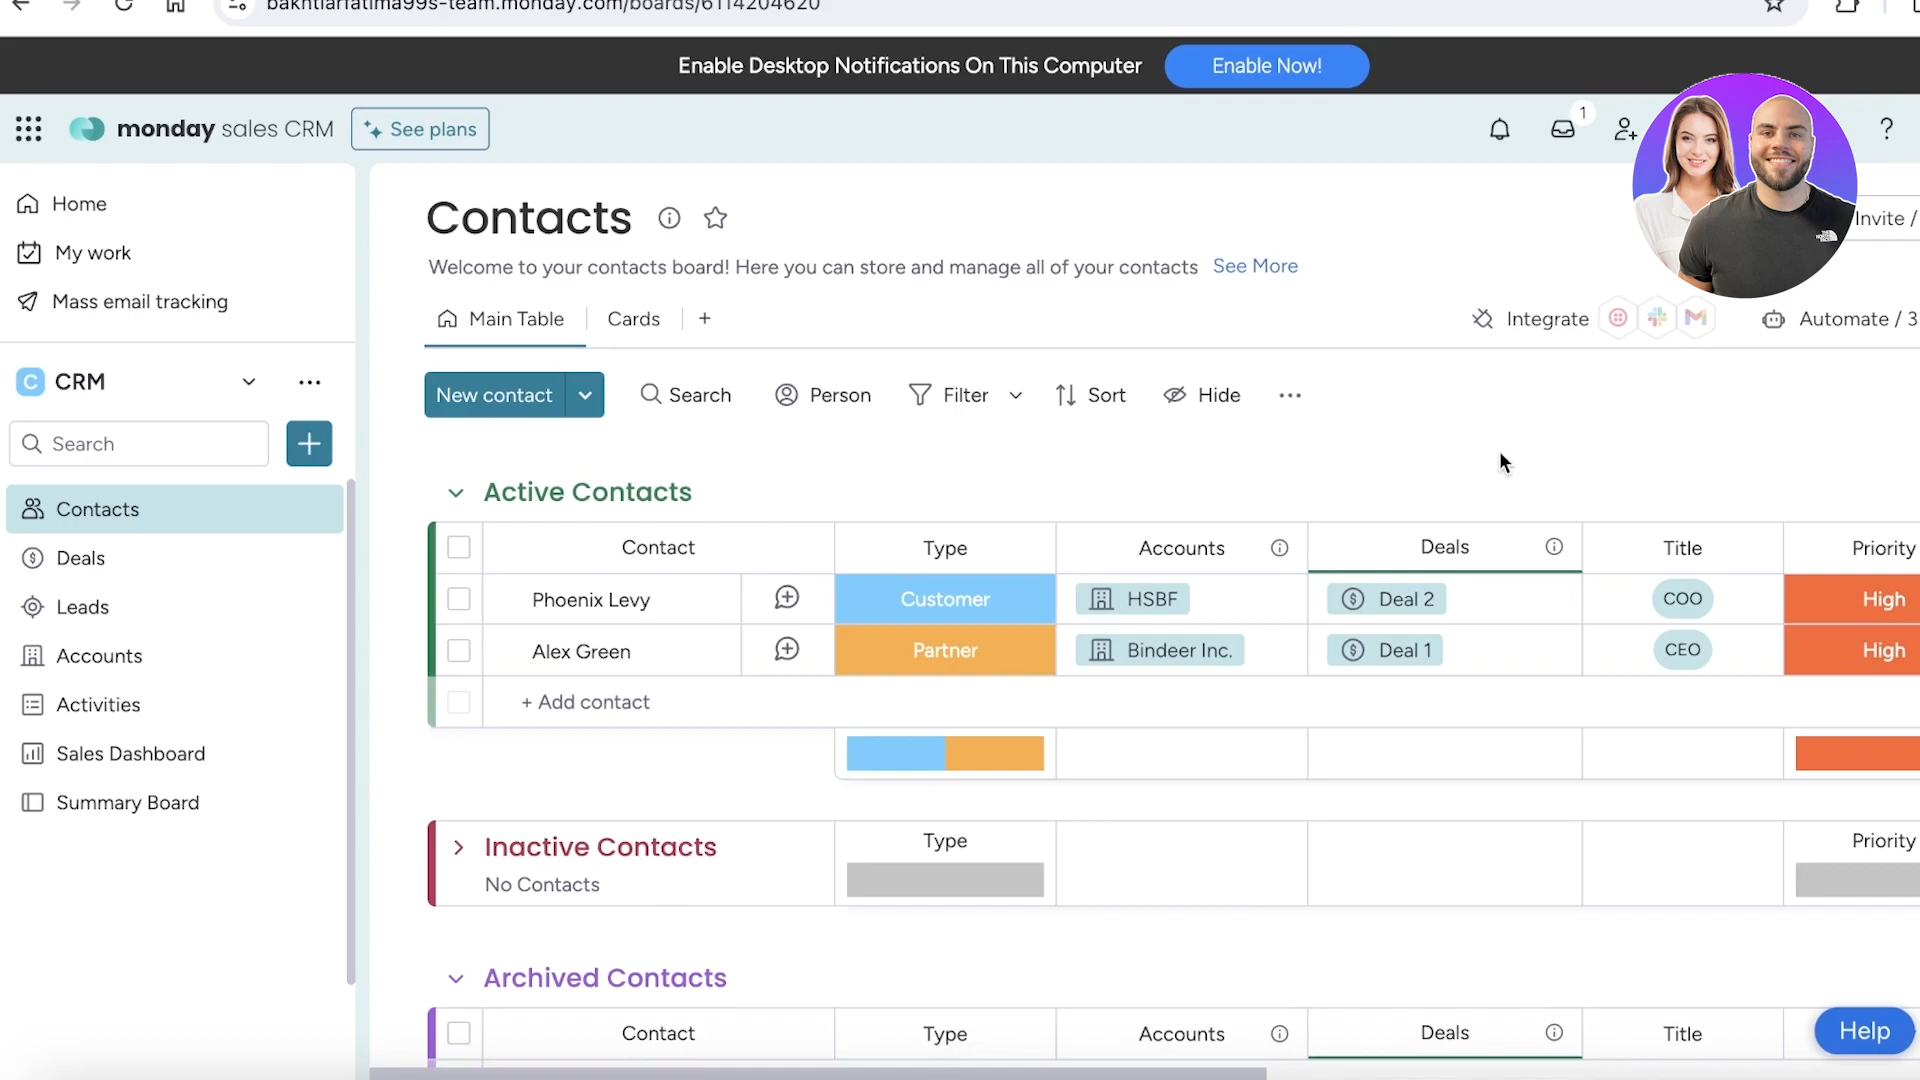 bakhtiarfatima99s-team.monday.com/boards/6114204620
Enable Desktop Notifications On This Computer
Enable Now!
monday sales CRM
See plans
1
?
Home
My work
Mass email tracking
C CRM
Search
Contacts
Deals
Leads
Accounts
Activities
Sales Dashboard
Summary Board
Contacts
Invite /
Welcome to your contacts board! Here you can store and manage all of your contacts See More
Main Table
Cards
Integrate
Automate / 3
New contact
Search
Person
Filter
Sort
Hide
Active Contacts
Contact Type Accounts Deals Title Priority
Phoenix Levy Customer HSBF Deal 2 COO High
Alex Green Partner Bindeer Inc. Deal 1 CEO High
+ Add contact
Inactive Contacts
No Contacts
Type Priority
Archived Contacts
Contact Type Accounts Deals Title
Help